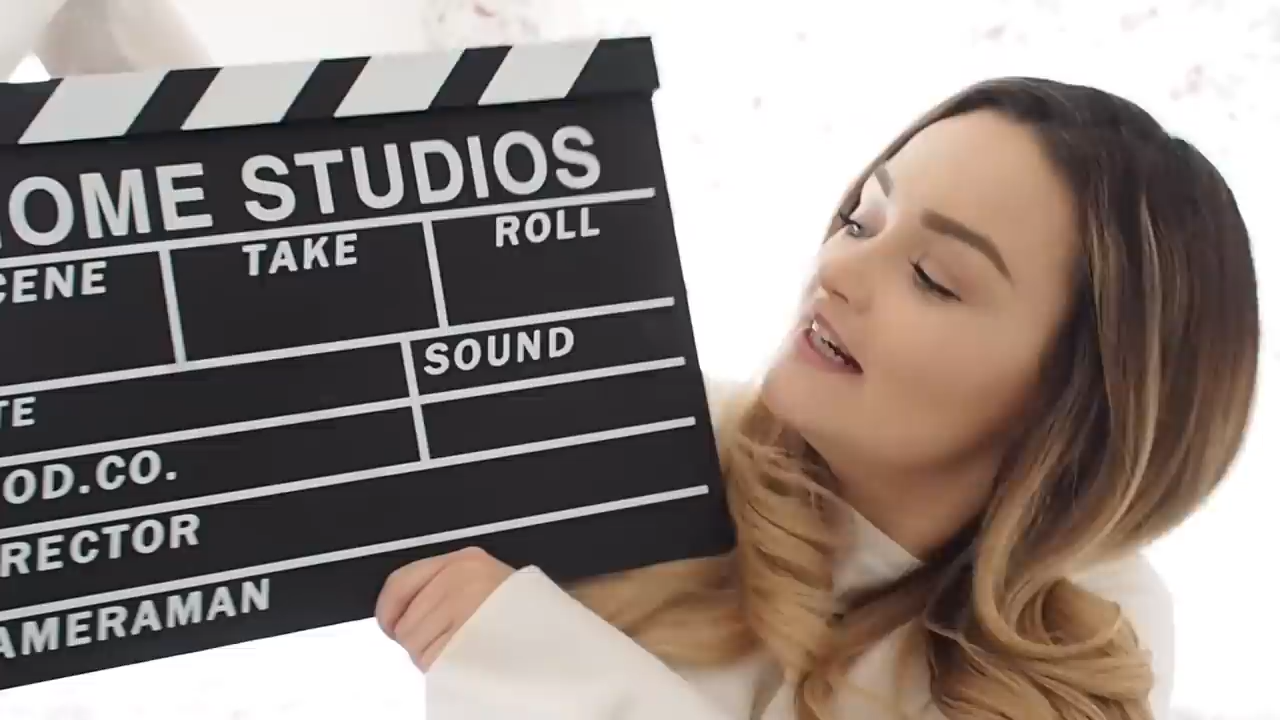 OME STUDIOS
CENE TAKE ROLL
TE SOUND
OD.CO.
RECTOR
AMERAMAN